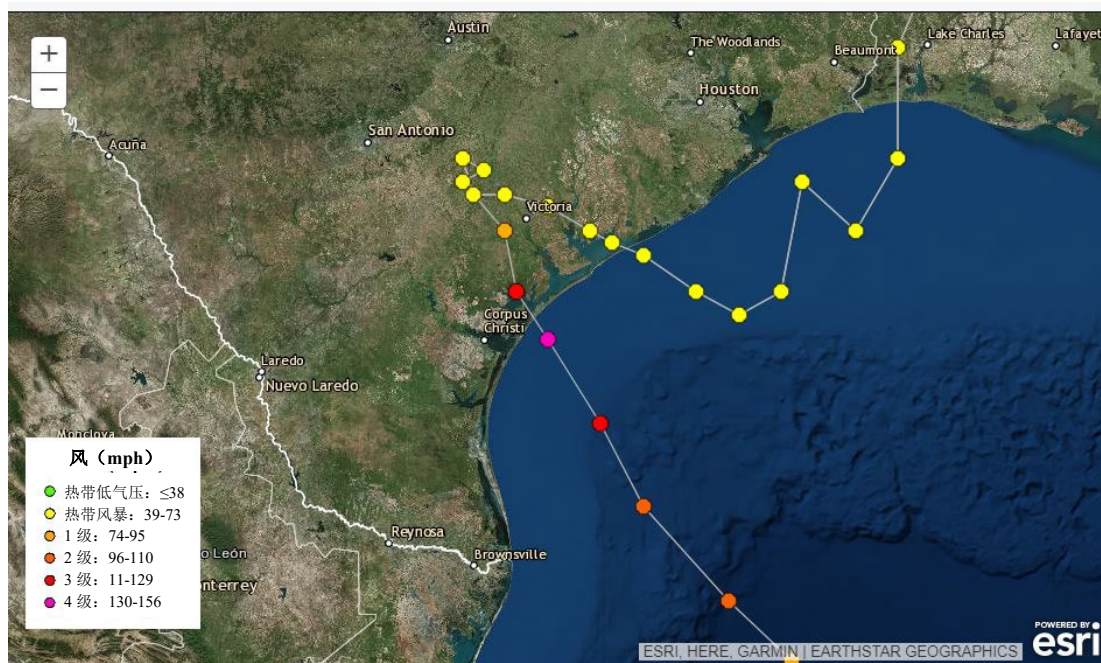 +
−
Austin
The Woodlands
Lake Charles
Lafayet
Beaumont
Houston
San Antonio
Acuña
Victoria
Corpus
Christi
Laredo
Nuevo Laredo
Monclova
风（mph）
热带低气压：≤38
热带风暴：39-73
1 级：74-95
2 级：96-110
3 级：11-129
4 级：130-156
Reynosa
Brownsville
o León
onterrey
POWERED BY
esri
ESRI, HERE, GARMIN | EARTHSTAR GEOGRAPHICS